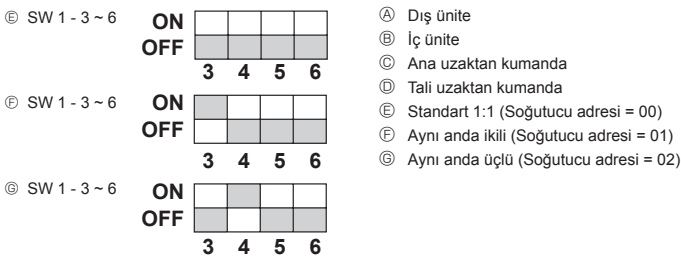 Ⓔ SW 1 - 3 ~ 6
ON
OFF
3 4 5 6
Ⓕ SW 1 - 3 ~ 6
ON
OFF
3 4 5 6
Ⓖ SW 1 - 3 ~ 6
ON
OFF
3 4 5 6
Ⓐ Dış ünite
Ⓑ İç ünite
Ⓒ Ana uzaktan kumanda
Ⓓ Tali uzaktan kumanda
Ⓔ Standart 1:1 (Soğutucu adresi = 00)
Ⓕ Aynı anda ikili (Soğutucu adresi = 01)
Ⓖ Aynı anda üçlü (Soğutucu adresi = 02)